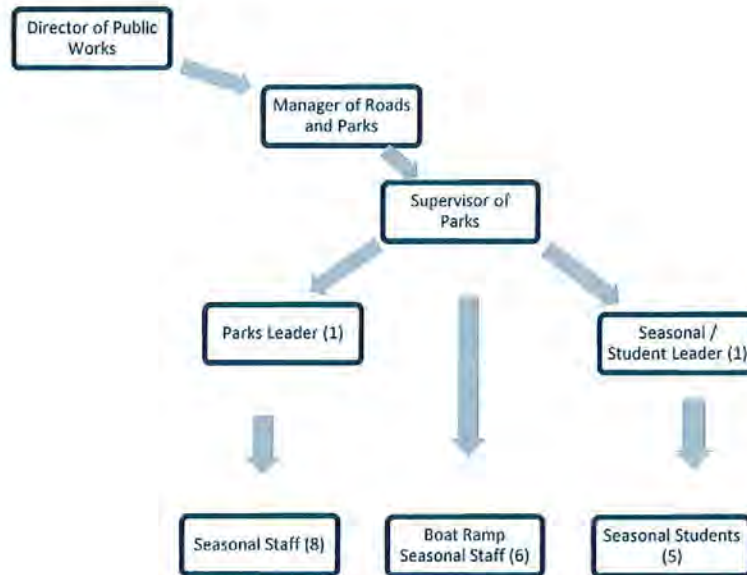 Director of Public
Works
Manager of Roads
and Parks
Supervisor of
Parks
Parks Leader (1)
Seasonal /
Student Leader (1)
Seasonal Staff (8)
Boat Ramp
Seasonal Staff (6)
Seasonal Students
(5)